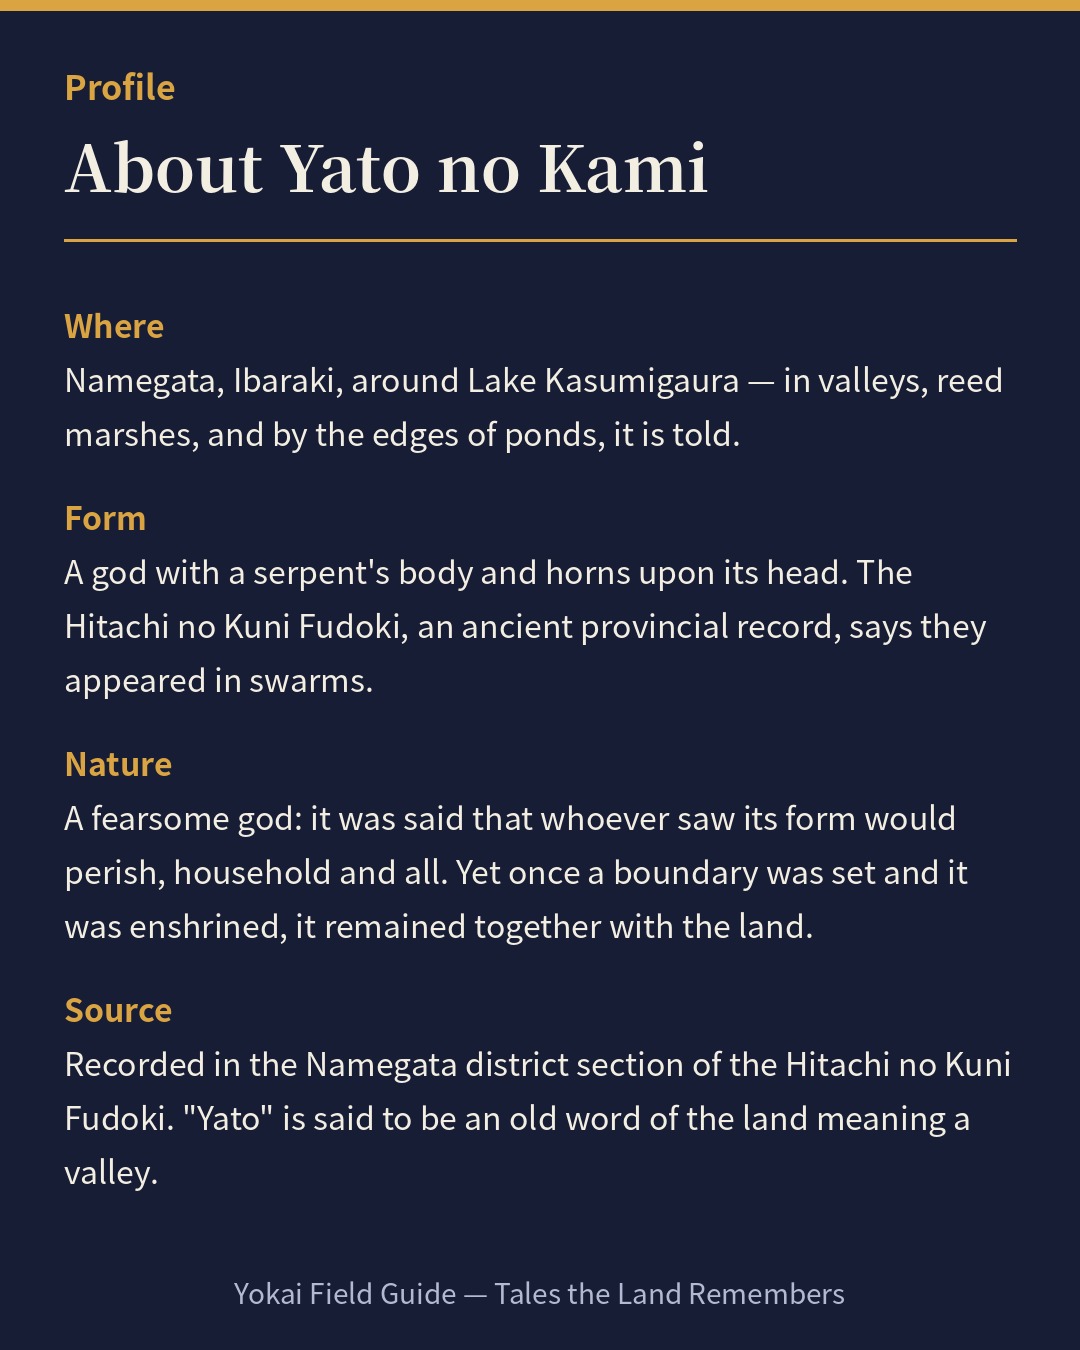 Profile
About Yato no Kami
Where
Namegata, Ibaraki, around Lake Kasumigaura — in valleys, reed
marshes, and by the edges of ponds, it is told.
Form
A god with a serpent's body and horns upon its head. The
Hitachi no Kuni Fudoki, an ancient provincial record, says they
appeared in swarms.
Nature
A fearsome god: it was said that whoever saw its form would
perish, household and all. Yet once a boundary was set and it
was enshrined, it remained together with the land.
Source
Recorded in the Namegata district section of the Hitachi no Kuni
Fudoki. "Yato" is said to be an old word of the land meaning a
valley.
Yokai Field Guide — Tales the Land Remembers